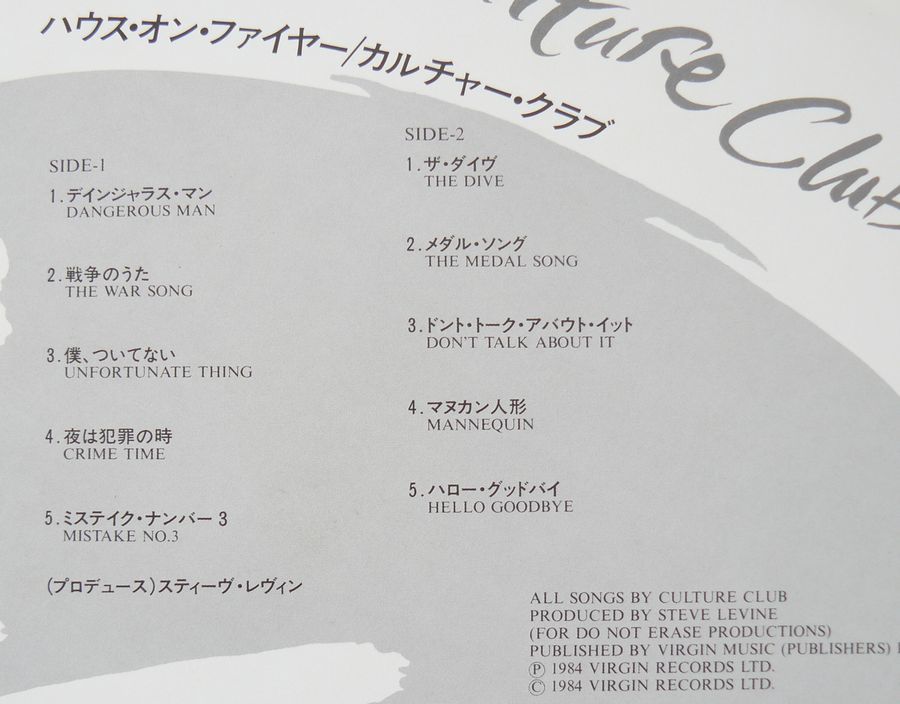 ulture Club
ハウス・オン・ファイヤー/カルチャー・クラブ
SIDE-1
1.デインジャラス・マン
DANGEROUS MAN
2.戦争のうた
THE WAR SONG
3.僕、ついてない
UNFORTUNATE THING
4.夜は犯罪の時
CRIME TIME
5.ミステイク・ナンバー3
MISTAKE NO.3
(プロデュース)スティーヴ・レヴィン
SIDE-2
1.ザ・ダイヴ
THE DIVE
2.メダル・ソング
THE MEDAL SONG
3.ドント・トーク・アバウト・イット
DON'T TALK ABOUT IT
4.マヌカン人形
MANNEQUIN
5.ハロー・グッドバイ
HELLO GOODBYE
ALL SONGS BY CULTURE CLUB
PRODUCED BY STEVE LEVINE
(FOR DO NOT ERASE PRODUCTIONS)
PUBLISHED BY VIRGIN MUSIC (PUBLISHERS)
Ⓟ 1984 VIRGIN RECORDS LTD.
© 1984 VIRGIN RECORDS LTD.